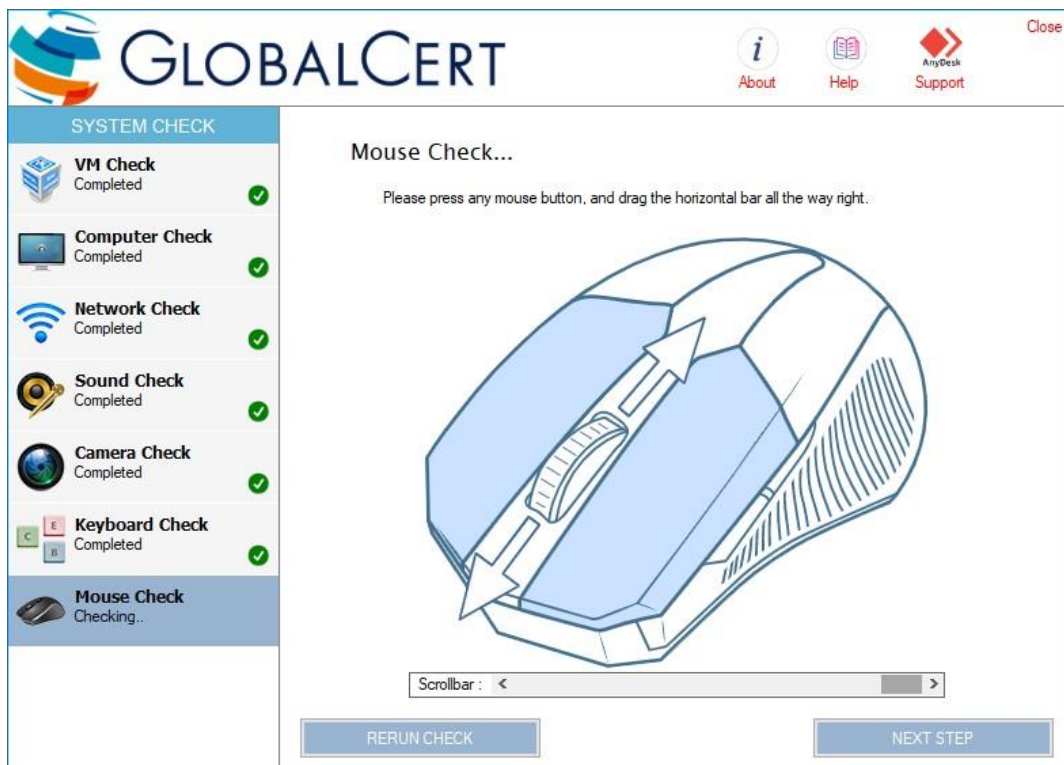 GLOBALCERT
i
About
Help
AnyDesk
Support
Close
SYSTEM CHECK
VM Check
Completed
Computer Check
Completed
Network Check
Completed
Sound Check
Completed
Camera Check
Completed
C
E
B
Keyboard Check
Completed
Mouse Check
Checking..
Mouse Check...
Please press any mouse button, and drag the horizontal bar all the way right.
Scrollbar : < >
RERUN CHECK
NEXT STEP